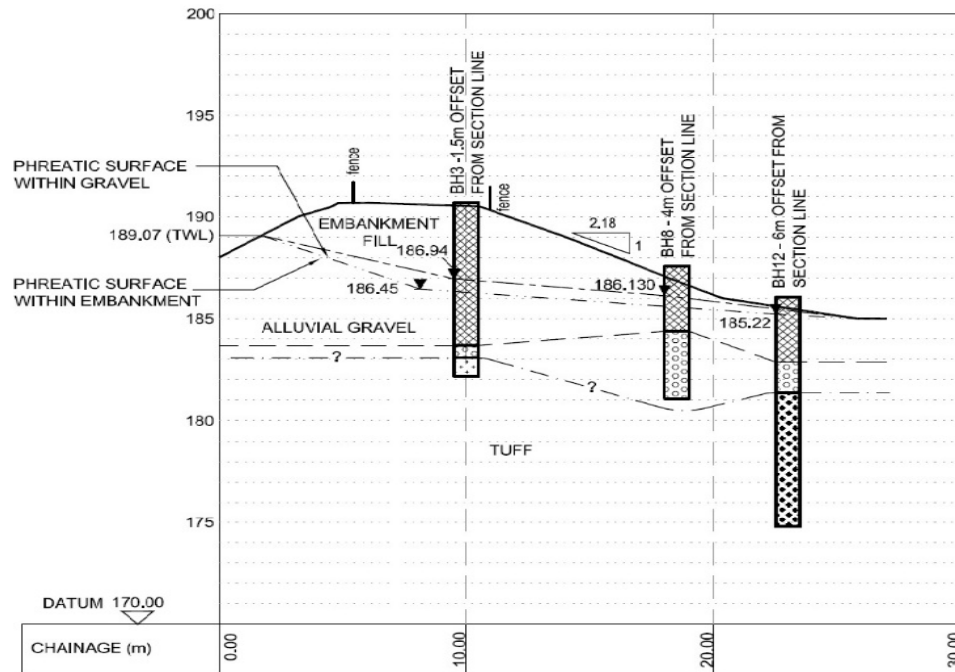 200
195
190
185
180
175
PHREATIC SURFACE
WITHIN GRAVEL
189.07 (TWL)
PHREATIC SURFACE
WITHIN EMBANKMENT
fence
BH3 -1.5m OFFSET
FROM SECTION LINE
fence
EMBANKMENT
FILL
186.94
186.45
2.18
1
BH8 - 4m OFFSET
FROM SECTION LINE
186.130
BH12 - 6m OFFSET FROM
SECTION LINE
185.22
ALLUVIAL GRAVEL
?
?
TUFF
DATUM 170.00
CHAINAGE (m)
0.00
10.00
20.00
30.00